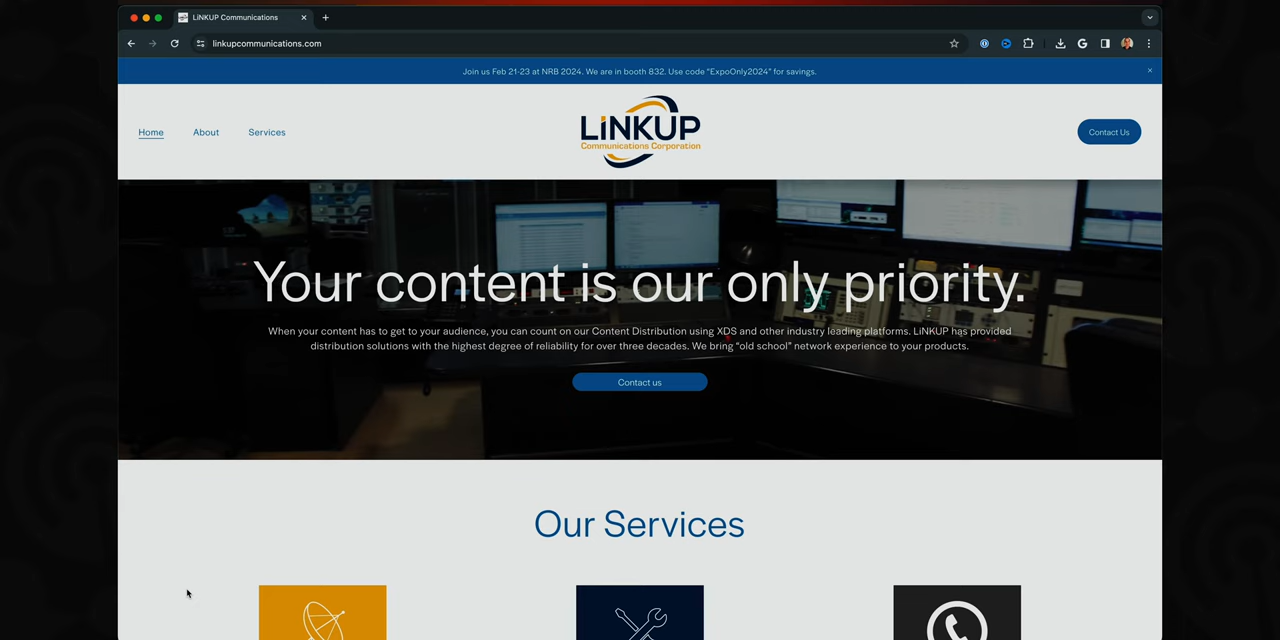 LiNKUP Communications
linkupcommunications.com
Join us Feb 21-23 at NRB 2024. We are in booth 832. Use code "ExpoOnly2024" for savings.
Home
About
Services
LiNKUP
Communications Corporation
Contact Us
Your content is our only priority.
When your content has to get to your audience, you can count on our Content Distribution using XDS and other industry leading platforms. LiNKUP has provided
distribution solutions with the highest degree of reliability for over three decades. We bring “old school” network experience to your products.
Contact us
Our Services